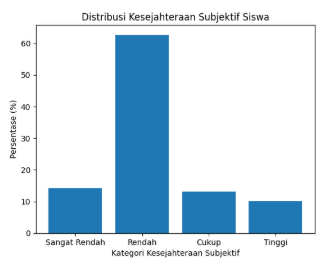 Distribusi Kesejahteraan Subjektif Siswa
Persentase (%)
60
50
40
30
20
10
0
Sangat Rendah Rendah Cukup Tinggi
Kategori Kesejahteraan Subjektif